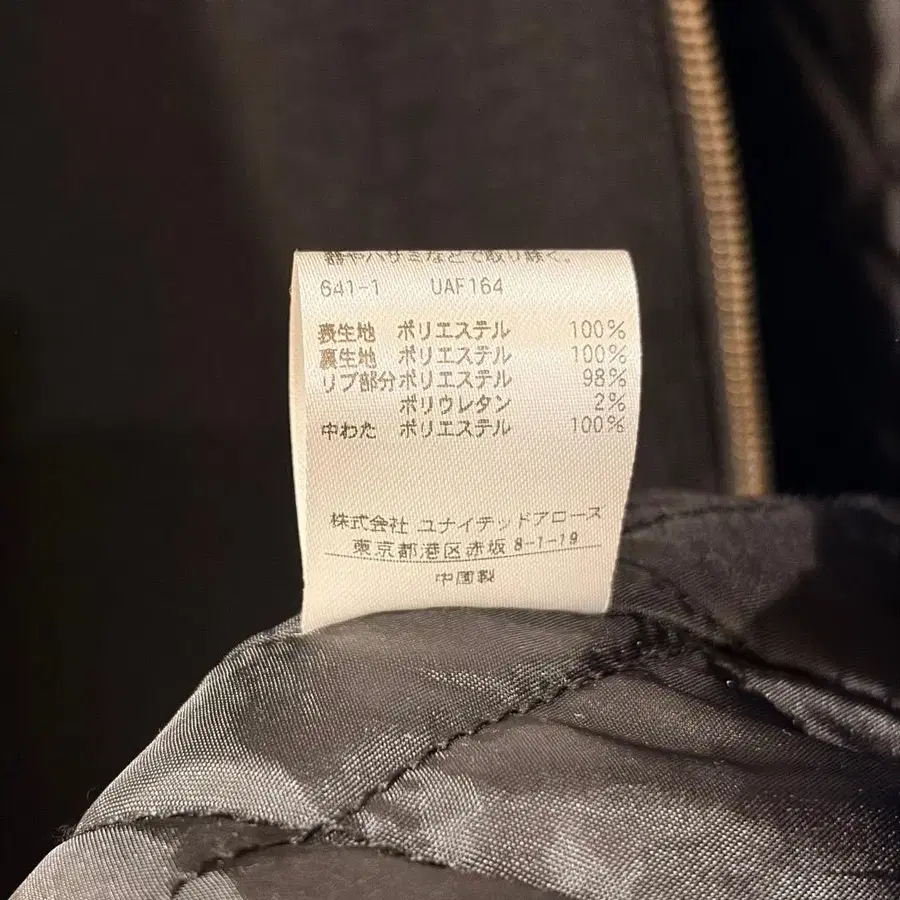 器やハサミなどで取り除く。
641-1 UAF164
表生地 ポリエステル 100%
裏生地 ポリエステル 100%
リブ部分ポリエステル 98%
ポリウレタン 2%
中わた ポリエステル 100%
株式会社 ユナイテッドアローズ
東京都港区赤坂 8-1-19
中国製